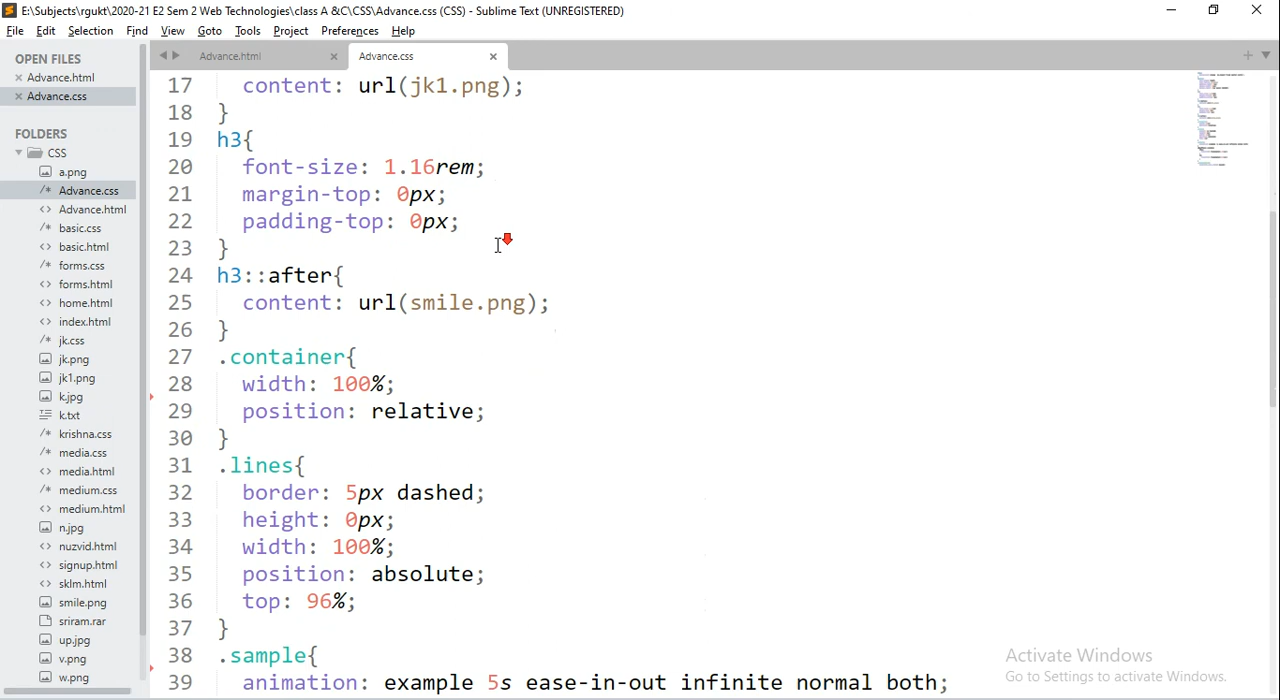 E:\Subjects\rgukt\2020-21 E2 Sem 2 Web Technologies\class A &C\CSS\Advance.css (CSS) - Sublime Text (UNREGISTERED)
File Edit Selection Find View Goto Tools Project Preferences Help
OPEN FILES
Advance.html
Advance.css
FOLDERS
CSS
a.png
Advance.css
Advance.html
basic.css
basic.html
forms.css
forms.html
home.html
index.html
jk.css
jk.png
jk1.png
k.jpg
k.txt
krishna.css
media.css
media.html
medium.css
medium.html
n.jpg
nuzvid.html
signup.html
sklm.html
smile.png
sriram.rar
up.jpg
v.png
w.png
Advance.html Advance.css
17 content: url(jk1.png);
18 }
19 h3{
20 font-size: 1.16rem;
21 margin-top: 0px;
22 padding-top: 0px;
23 }
24 h3::after{
25 content: url(smile.png);
26 }
27 .container{
28 width: 100%;
29 position: relative;
30 }
31 .lines{
32 border: 5px dashed;
33 height: 0px;
34 width: 100%;
35 position: absolute;
36 top: 96%;
37 }
38 .sample{
39 animation: example 5s ease-in-out infinite normal both;
Activate Windows
Go to Settings to activate Windows.